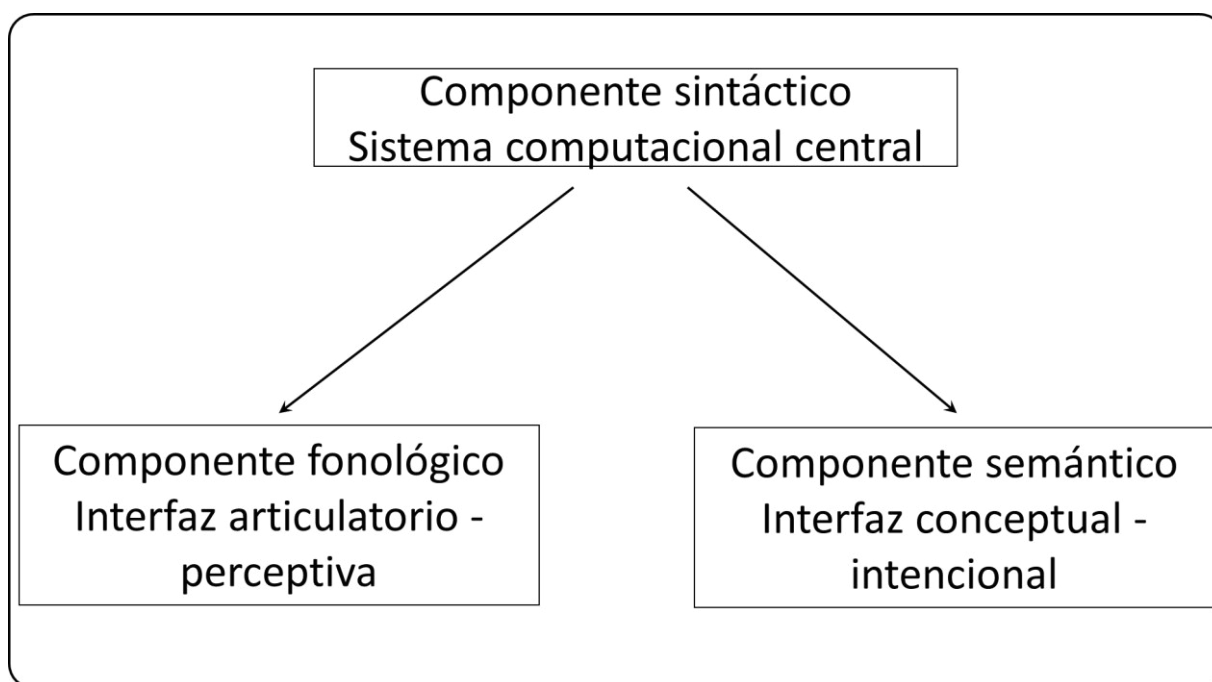 Componente sintáctico
Sistema computacional central
Componente fonológico
Interfaz articulatorio -
perceptiva
Componente semántico
Interfaz conceptual -
intencional